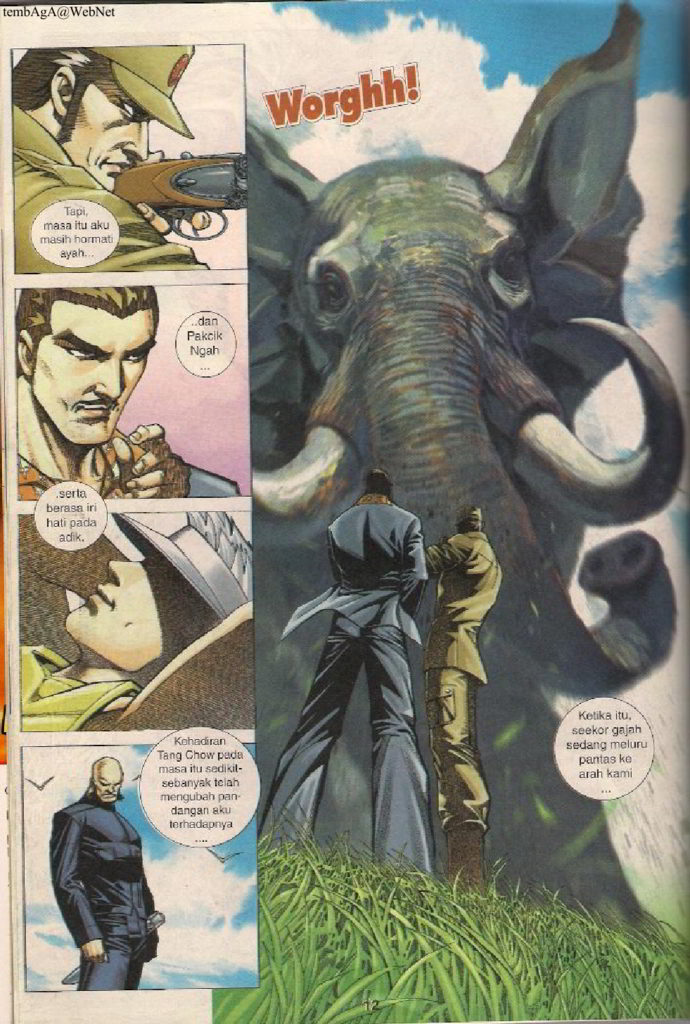 tembAgA@WebNet
Worghh!
Tapi,
masa itu aku
masih hormati
ayah...
..dan
Pakcik
Ngah
...
..serta
berasa iri
hati pada
adik.
Kehadiran
Tang Chow pada
masa itu sedikit-
sebanyak telah
mengubah pan-
dangan aku
terhadapnya
....
Ketika itu,
seekor gajah
sedang meluru
pantas ke
arah kami
...
12